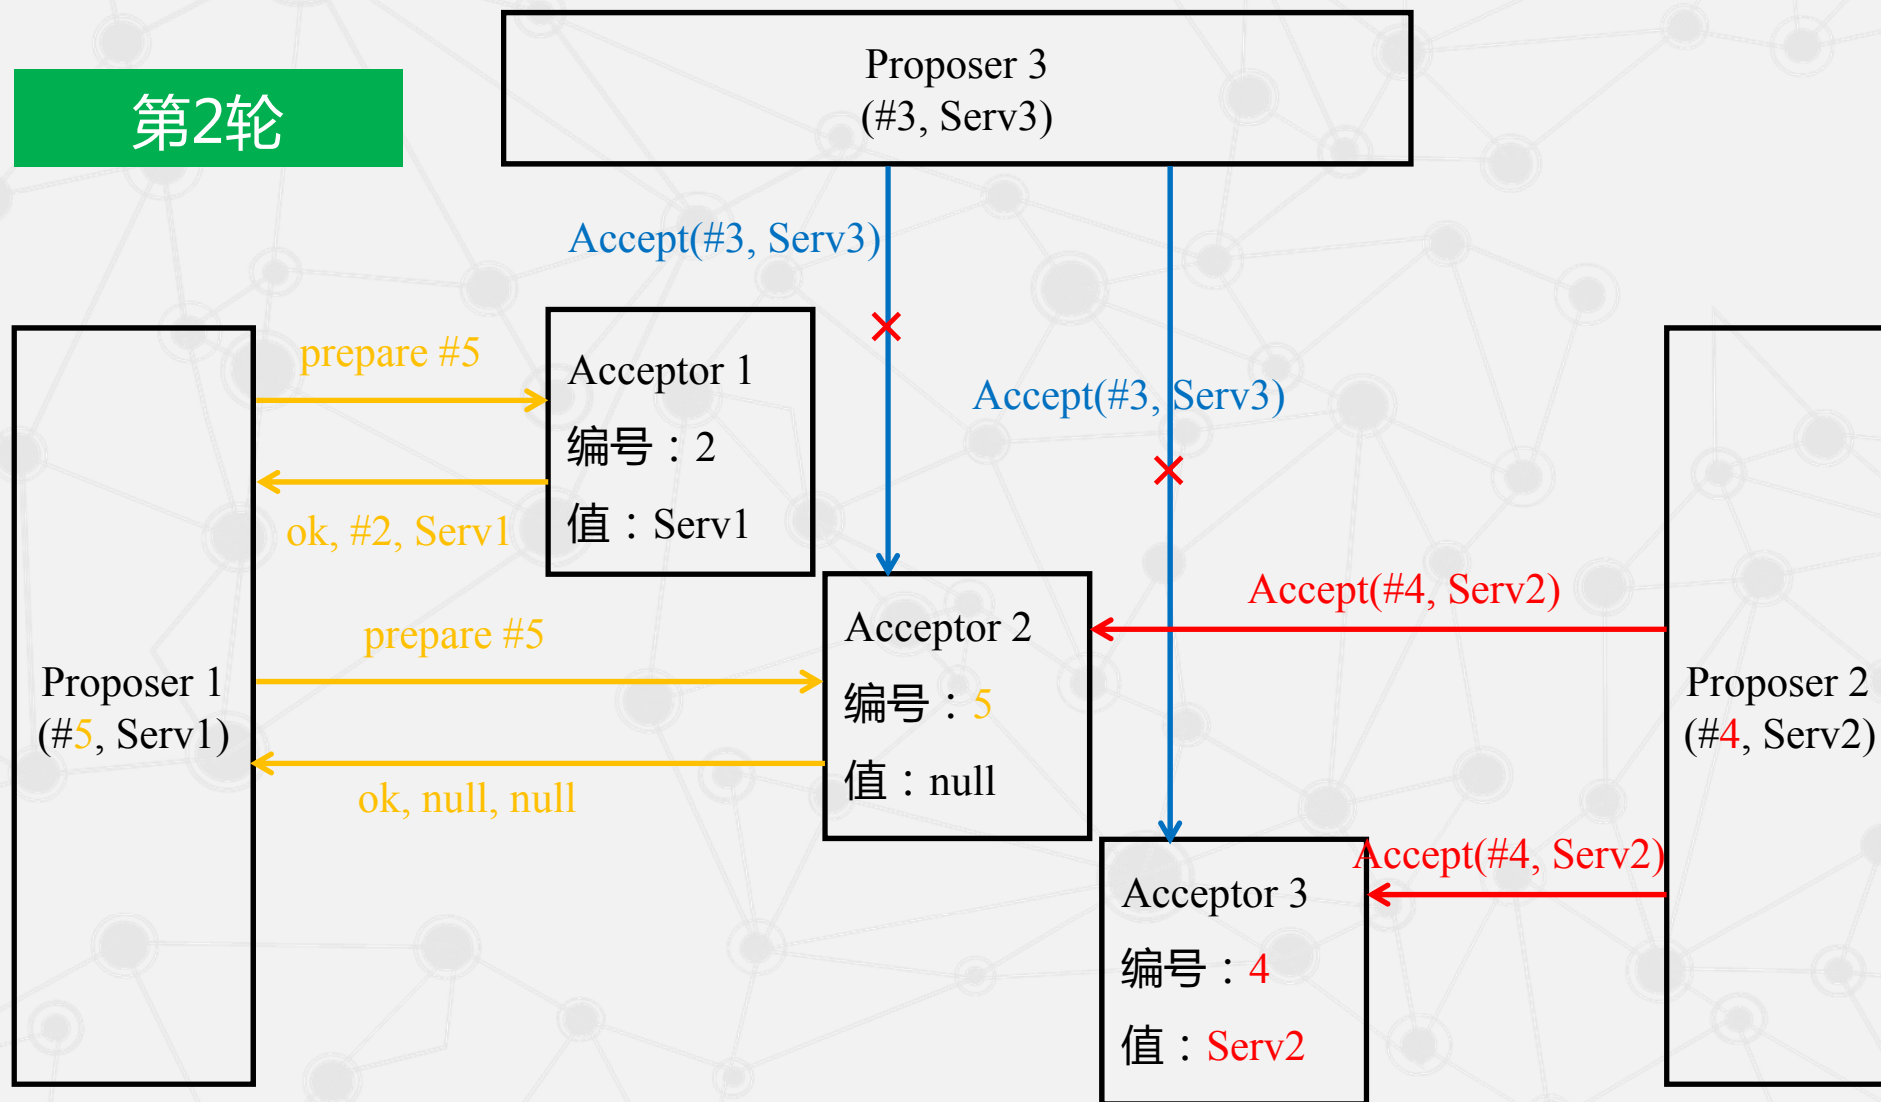 第2轮
Proposer 3
(#3, Serv3)
Accept(#3, Serv3)
Accept(#3, Serv3)
prepare #5
ok, #2, Serv1
Acceptor 1
编号：2
值：Serv1
Proposer 1
(#5, Serv1)
prepare #5
ok, null, null
Acceptor 2
编号：5
值：null
Accept(#4, Serv2)
Accept(#4, Serv2)
Proposer 2
(#4, Serv2)
Acceptor 3
编号：4
值：Serv2